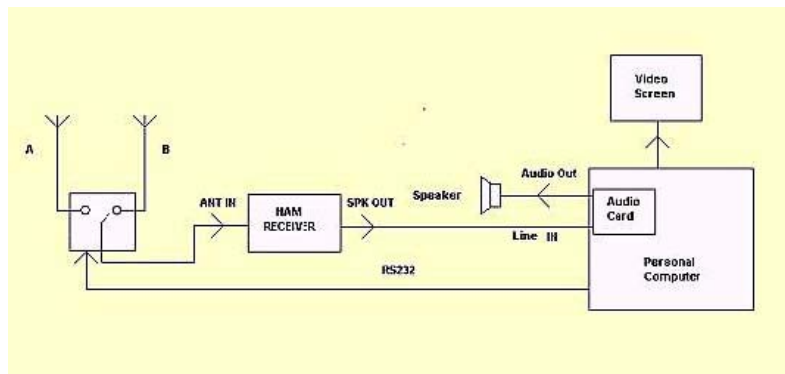 Video
Screen
A
B
ANT IN
HAM
RECEIVER
SPK OUT
Speaker
Audio Out
Audio
Card
Line IN
RS232
Personal
Computer